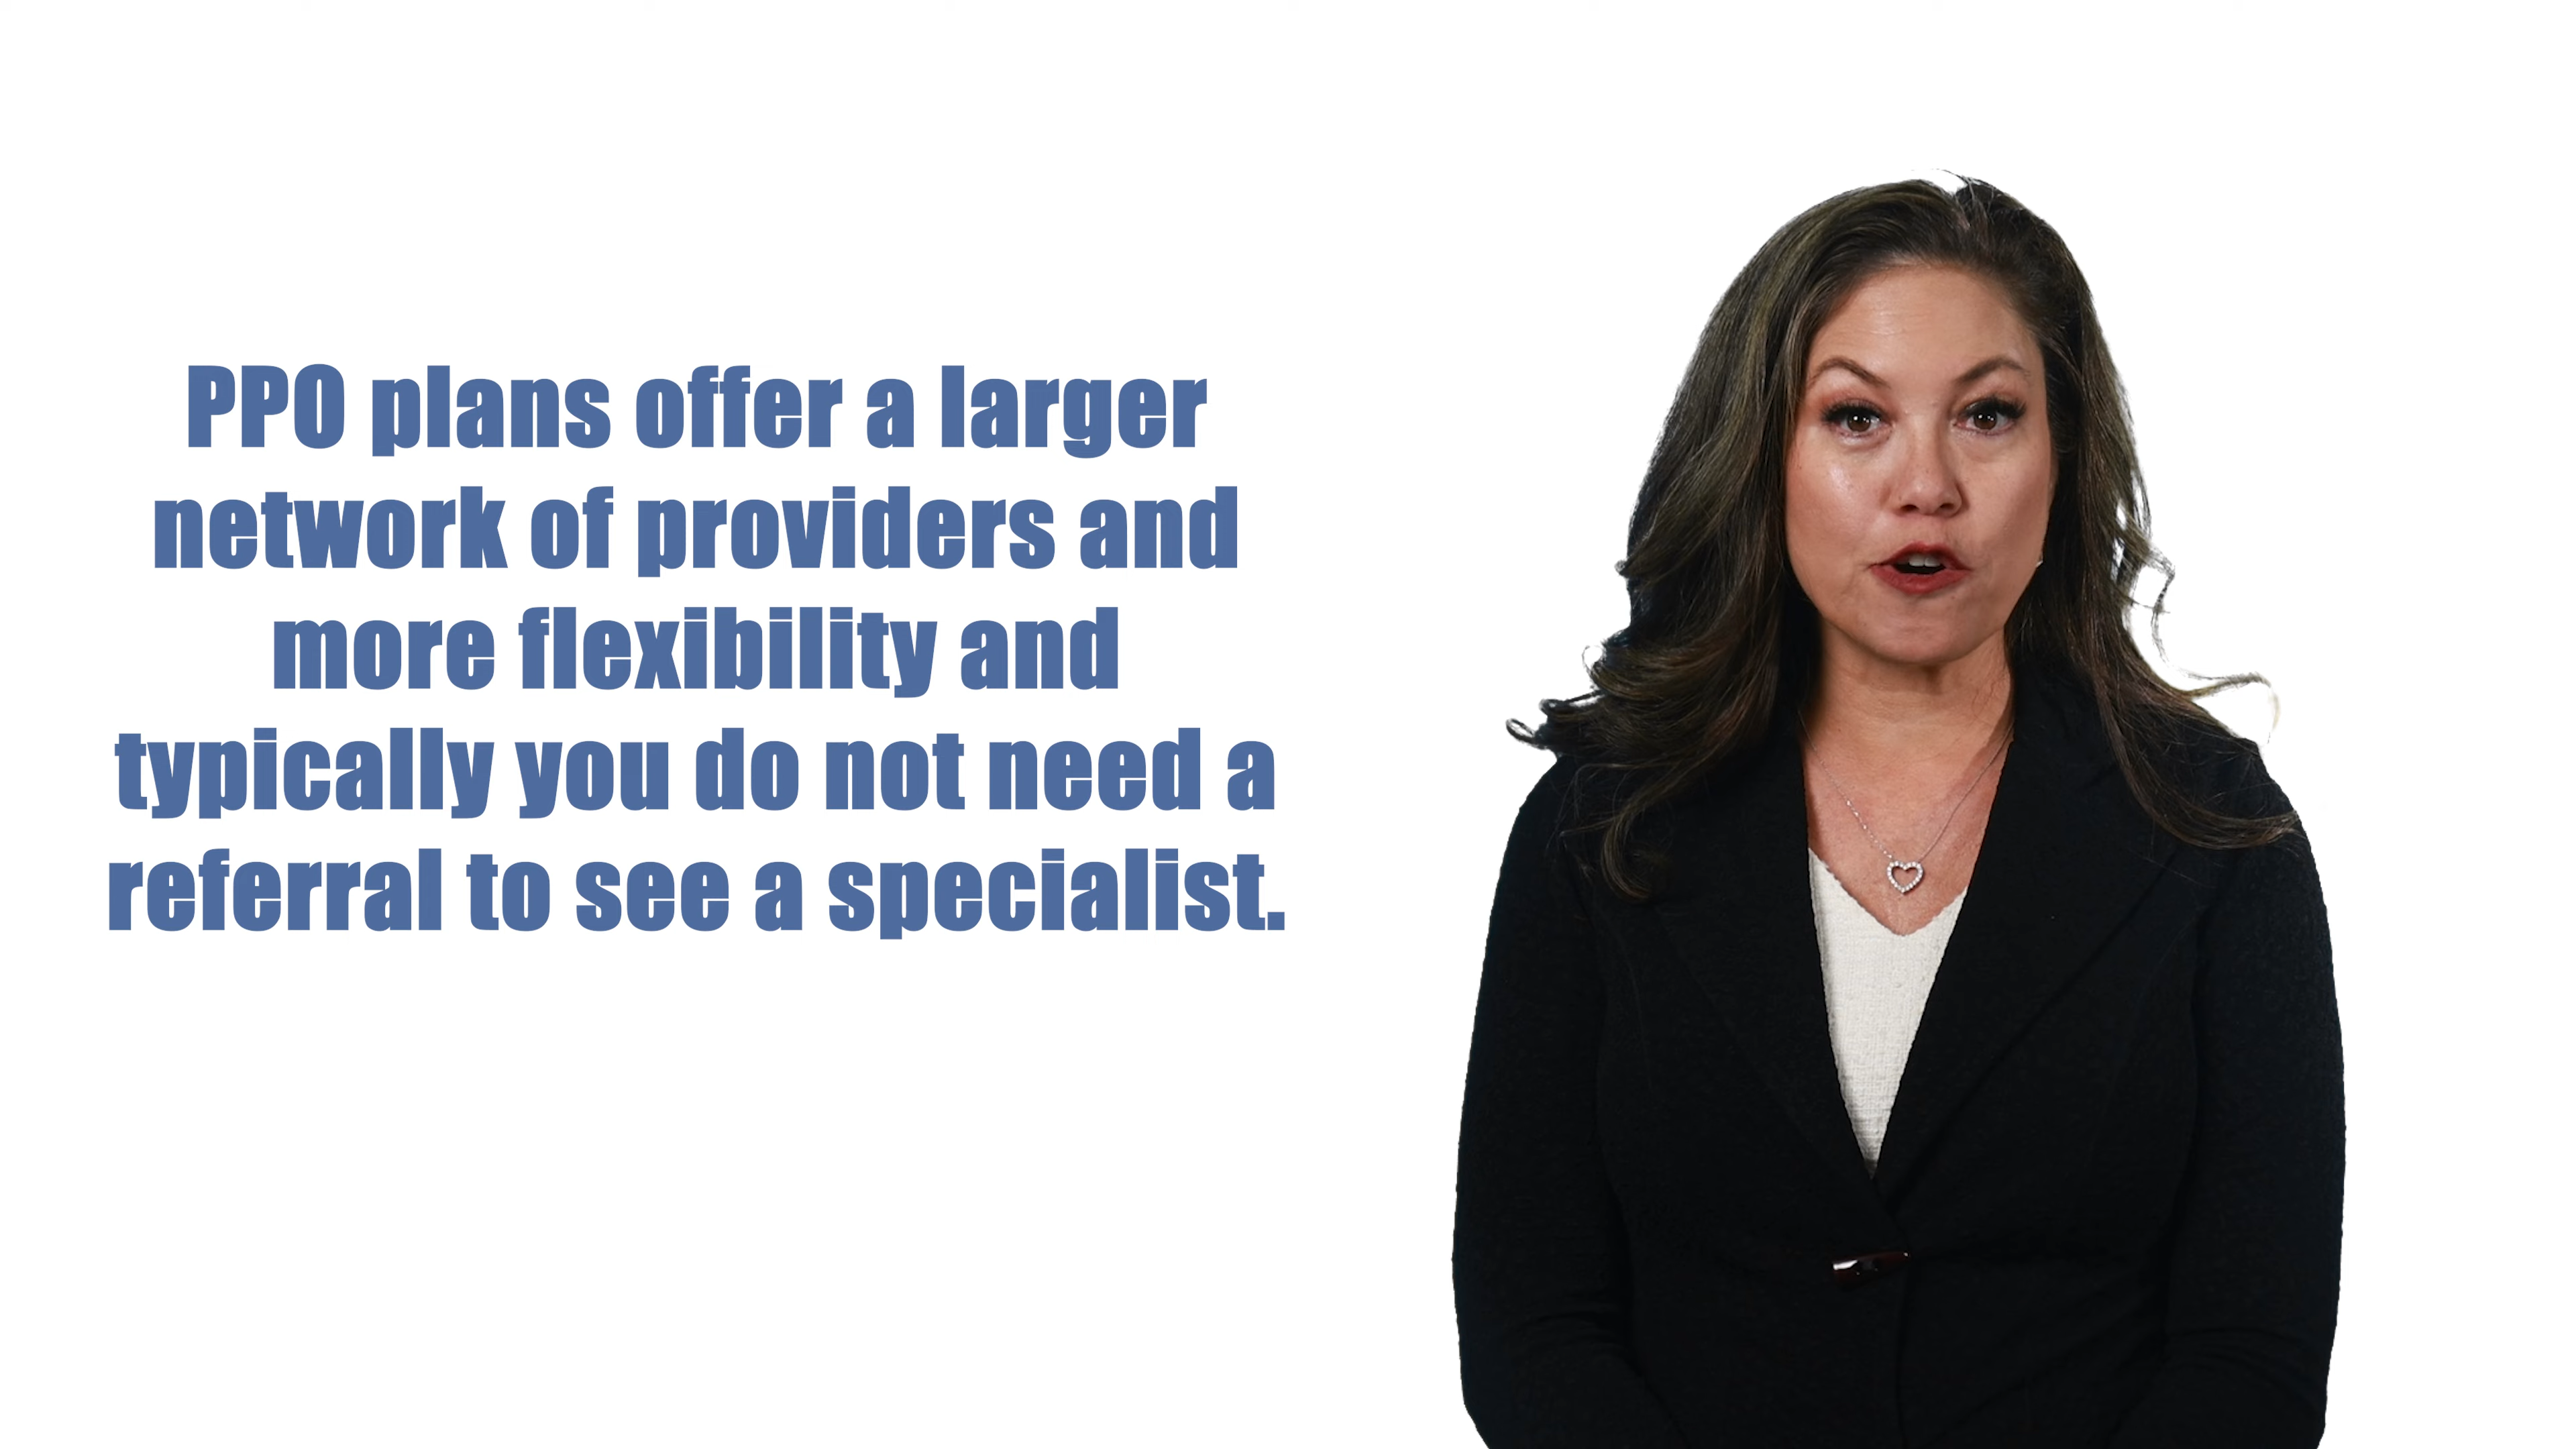 PPO plans offer a larger
network of providers and
more flexibility and
typically you do not need a
referral to see a specialist.